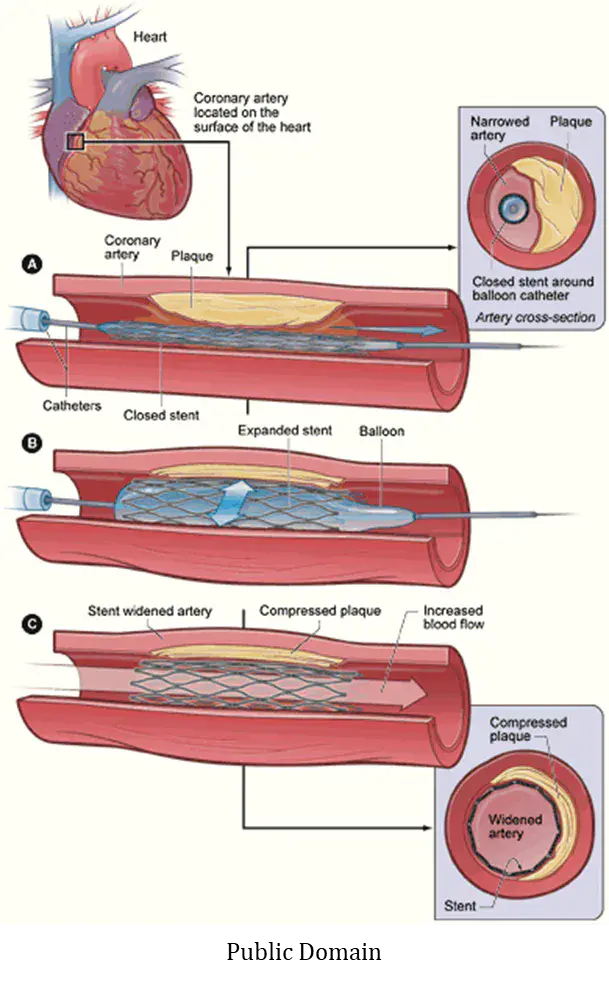 Heart
Coronary artery
located on the
surface of the heart
Narrowed
artery
Plaque
Closed stent around
balloon catheter
Artery cross-section
A
Coronary
artery
Plaque
Catheters
Closed stent
B
Expanded stent
Balloon
C
Stent widened artery
Compressed plaque
Increased
blood flow
Compressed
plaque
Widened
artery
Stent
Public Domain